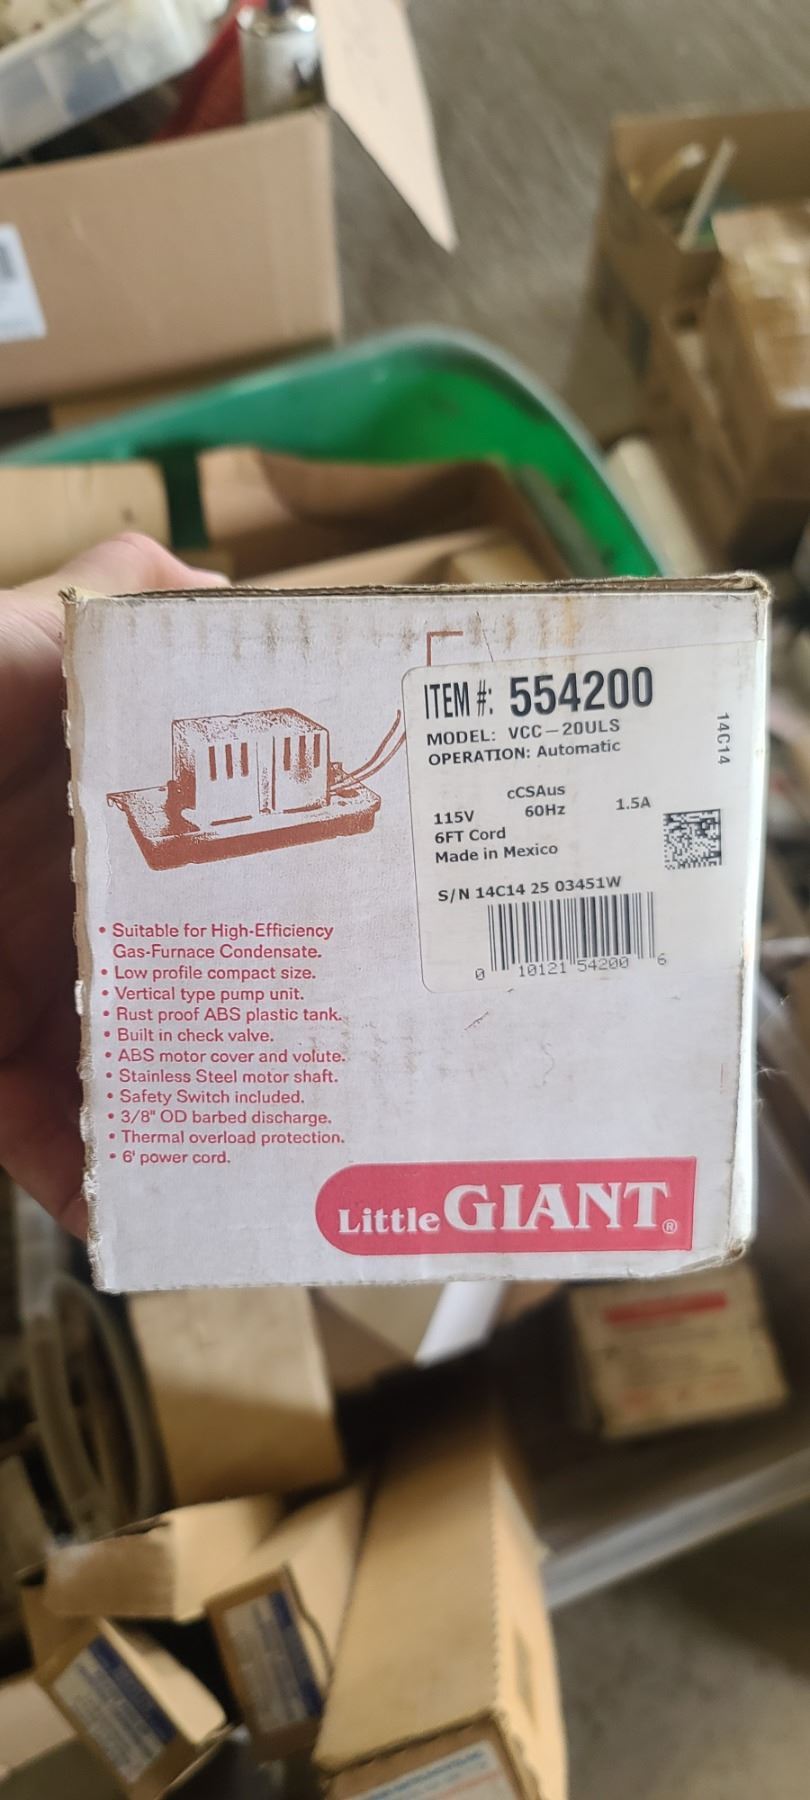 ITEM #: 554200
MODEL: VCC-20ULS
OPERATION: Automatic
14C14
cCSAus
115V 60Hz 1.5A
6FT Cord
Made in Mexico
S/N 14C14 25 03451W
0 10121 54200 6
• Suitable for High-Efficiency
Gas-Furnace Condensate.
• Low profile compact size.
• Vertical type pump unit.
• Rust proof ABS plastic tank.
• Built in check valve.
• ABS motor cover and volute.
• Stainless Steel motor shaft.
• Safety Switch included.
• 3/8" OD barbed discharge.
• Thermal overload protection.
• 6' power cord.
Little GIANT®